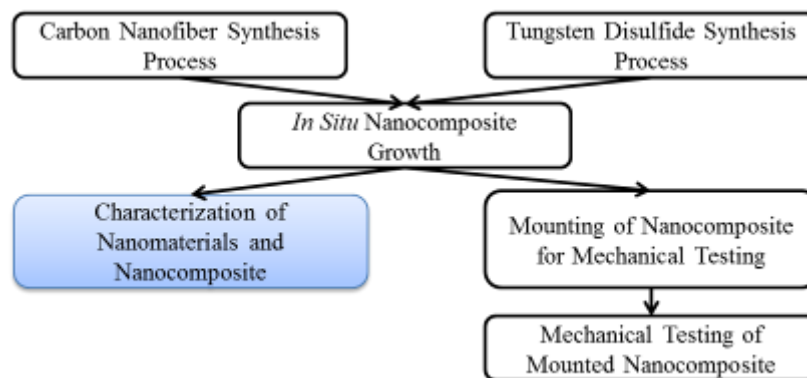 Carbon Nanofiber Synthesis
Process
Tungsten Disulfide Synthesis
Process
In Situ Nanocomposite
Growth
Characterization of
Nanomaterials and
Nanocomposite
Mounting of Nanocomposite
for Mechanical Testing
Mechanical Testing of
Mounted Nanocomposite